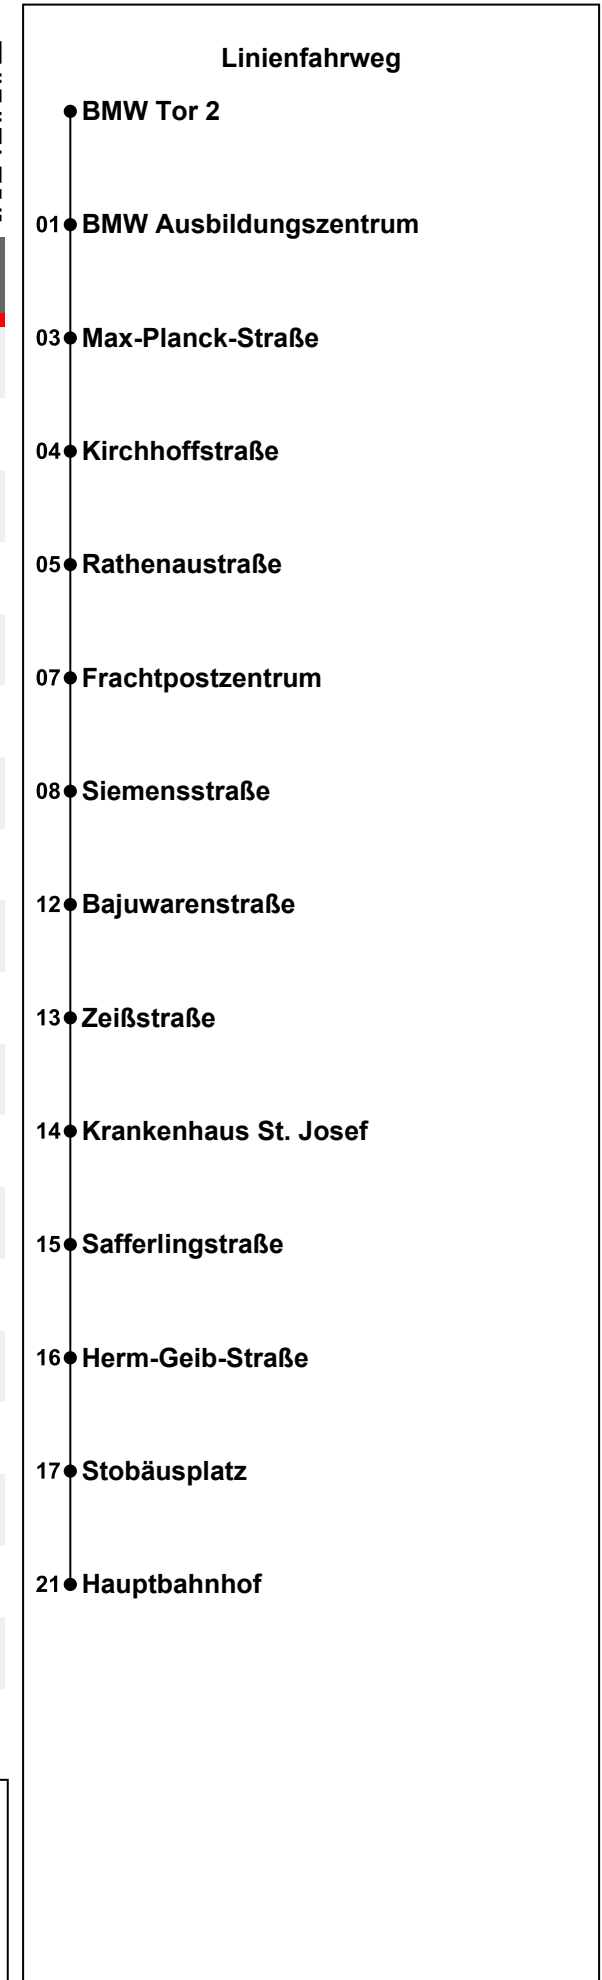 Linienfahrweg
BMW Tor 2
01 BMW Ausbildungszentrum
03 Max-Planck-Straße
04 Kirchhoffstraße
05 Rathenaustraße
07 Frachtpostzentrum
08 Siemensstraße
12 Bajuwarenstraße
13 Zeißstraße
14 Krankenhaus St. Josef
15 Safferlingstraße
16 Herm-Geib-Straße
17 Stobäusplatz
21 Hauptbahnhof